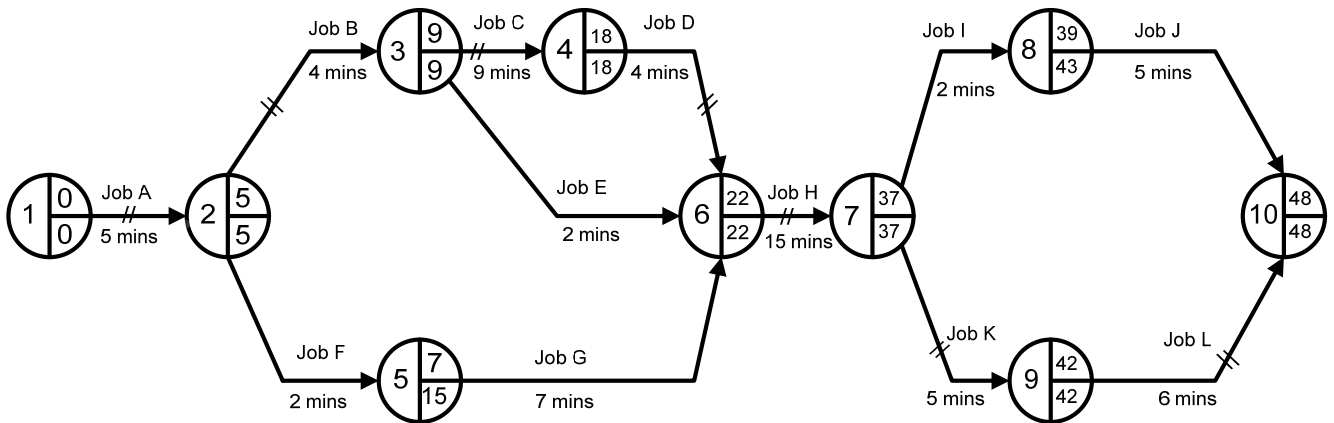 Job B
4 mins
3
9
9
Job C
9 mins
4
18
18
Job D
4 mins
Job I
2 mins
8
39
43
Job J
5 mins
1
0
0
Job A
5 mins
2
5
5
Job E
2 mins
6
22
22
Job H
15 mins
7
37
37
10
48
48
Job F
2 mins
5
7
15
Job G
7 mins
Job K
5 mins
9
42
42
Job L
6 mins